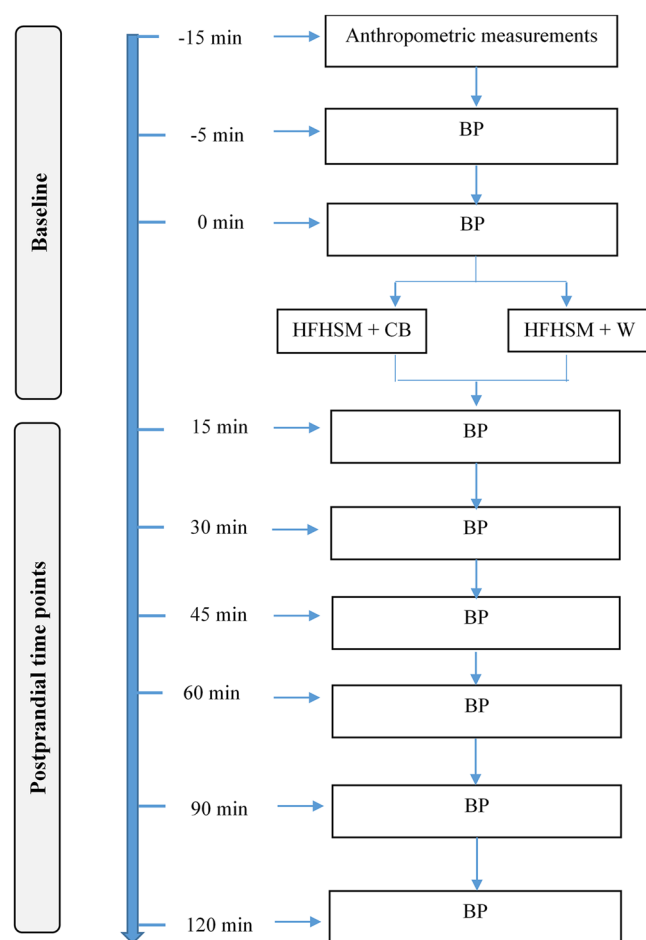 Baseline
-15 min
Anthropometric measurements
-5 min
BP
0 min
BP
HFHSM + CB
HFHSM + W
Postprandial time points
15 min
BP
30 min
BP
45 min
BP
60 min
BP
90 min
BP
120 min
BP